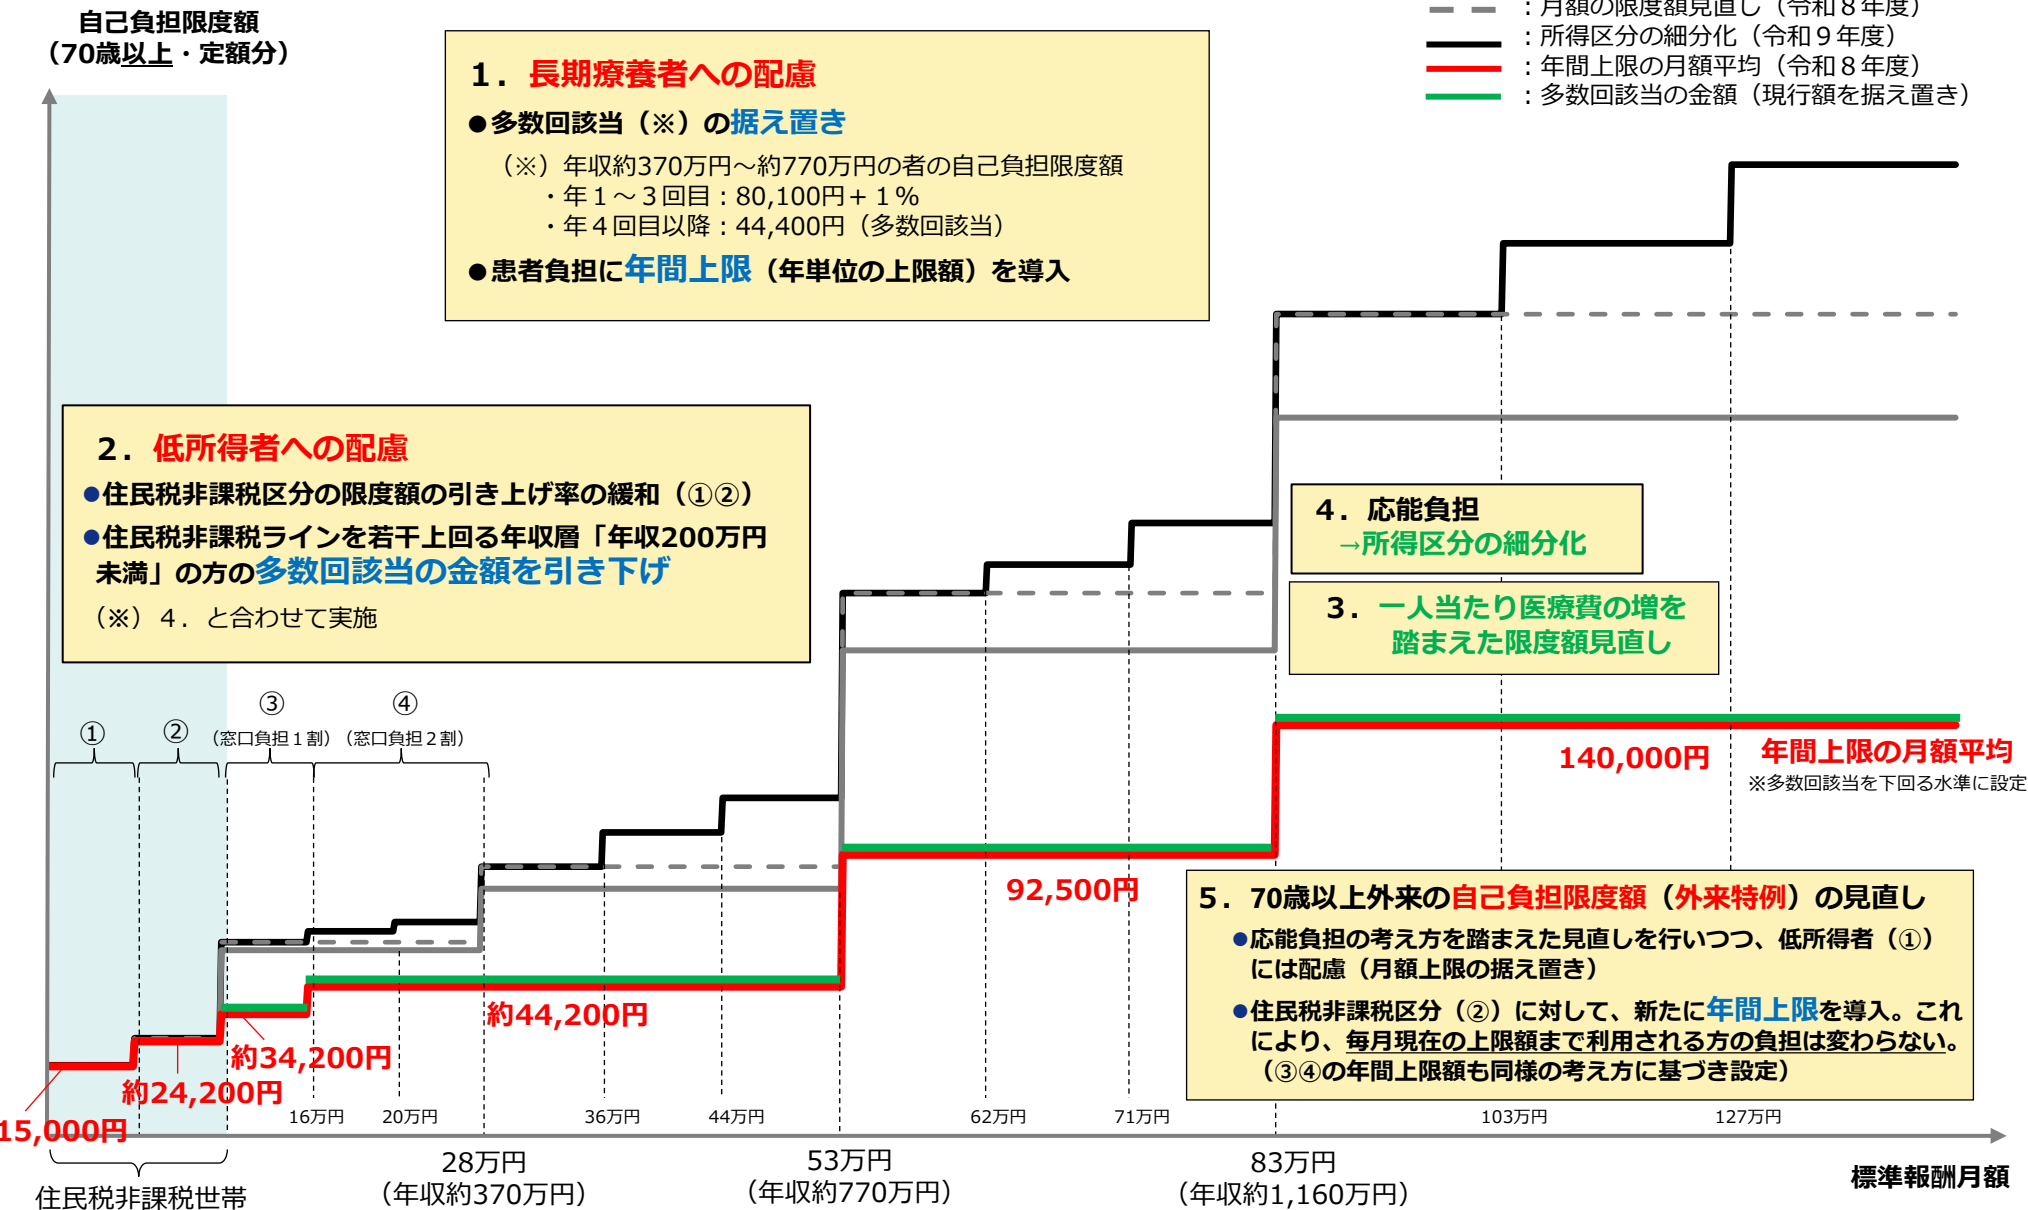 自己負担限度額
（70歳以上・定額分）
：月額の限度額見直し（令和８年度）
：所得区分の細分化（令和９年度）
：年間上限の月額平均（令和８年度）
：多数回該当の金額（現行額を据え置き）
１．長期療養者への配慮
●多数回該当（※）の据え置き
（※）年収約370万円～約770万円の者の自己負担限度額
・年１～３回目：80,100円＋１％
・年４回目以降：44,400円（多数回該当）
●患者負担に年間上限（年単位の上限額）を導入
２．低所得者への配慮
●住民税非課税区分の限度額の引き上げ率の緩和（①②）
●住民税非課税ラインを若干上回る年収層「年収200万円
未満」の方の多数回該当の金額を引き下げ
（※）４．と合わせて実施
４．応能負担
→所得区分の細分化
３．一人当たり医療費の増を
踏まえた限度額見直し
①
②
③
（窓口負担１割）
④
（窓口負担２割）
140,000円
年間上限の月額平均
※多数回該当を下回る水準に設定
92,500円
約44,200円
約34,200円
約24,200円
15,000円
５．70歳以上外来の自己負担限度額（外来特例）の見直し
●応能負担の考え方を踏まえた見直しを行いつつ、低所得者（①）
には配慮（月額上限の据え置き）
●住民税非課税区分（②）に対して、新たに年間上限を導入。これ
により、毎月現在の上限額まで利用される方の負担は変わらない。
（③④の年間上限額も同様の考え方に基づき設定）
16万円
20万円
36万円
44万円
62万円
71万円
103万円
127万円
住民税非課税世帯
28万円
（年収約370万円）
53万円
（年収約770万円）
83万円
（年収約1,160万円）
標準報酬月額